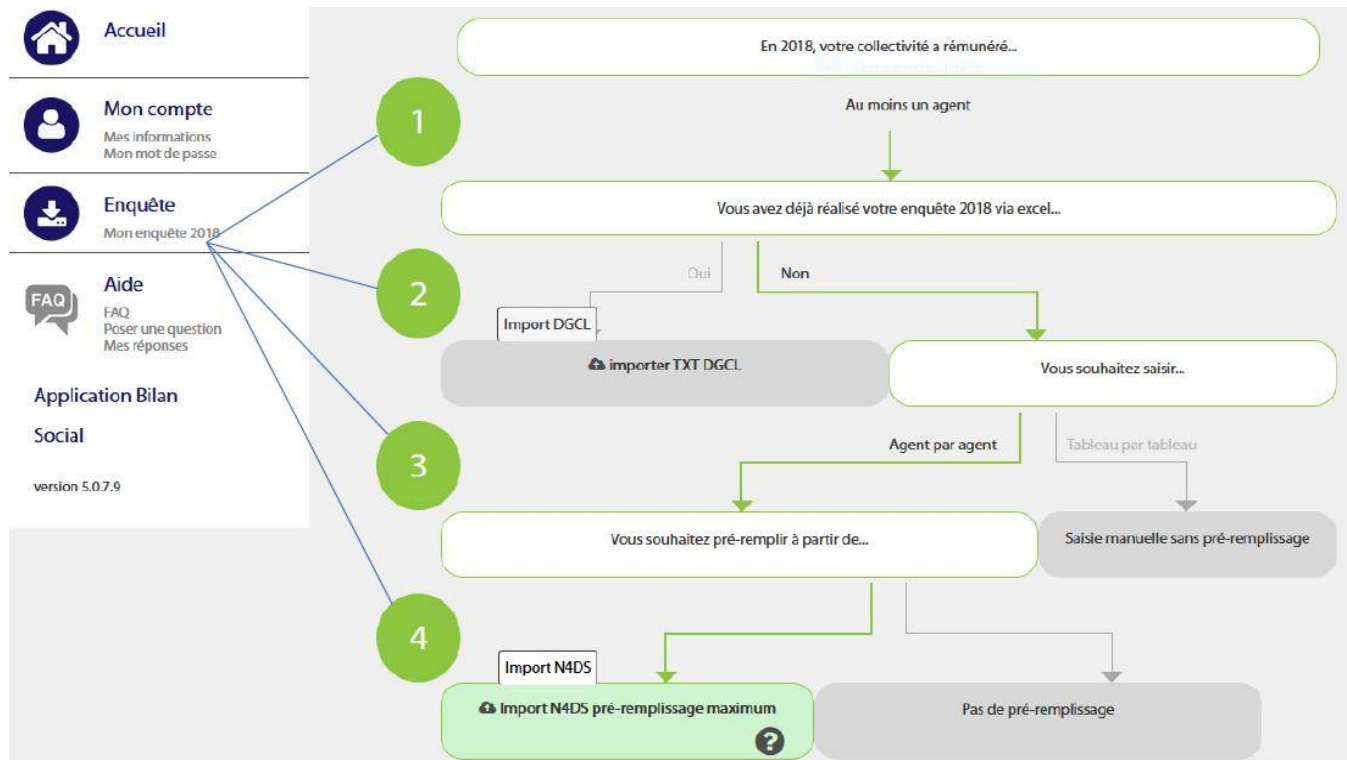 Accueil
Mon compte
Mes informations
Mon mot de passe
Enquête
Mon enquête 2018
FAQ
Aide
FAQ
Poser une question
Mes réponses
Application Bilan
Social
version 5.0.7.9
En 2018, votre collectivité a rémunéré...
1
Au moins un agent
Vous avez déjà réalisé votre enquête 2018 via excel...
2
Oui
Non
Import DGCL
importer TXT DGCL
Vous souhaitez saisir...
3
Agent par agent
Tableau par tableau
Vous souhaitez pré-remplir à partir de...
Saisie manuelle sans pré-remplissage
4
Import N4DS
Import N4DS pré-remplissage maximum
?
Pas de pré-remplissage